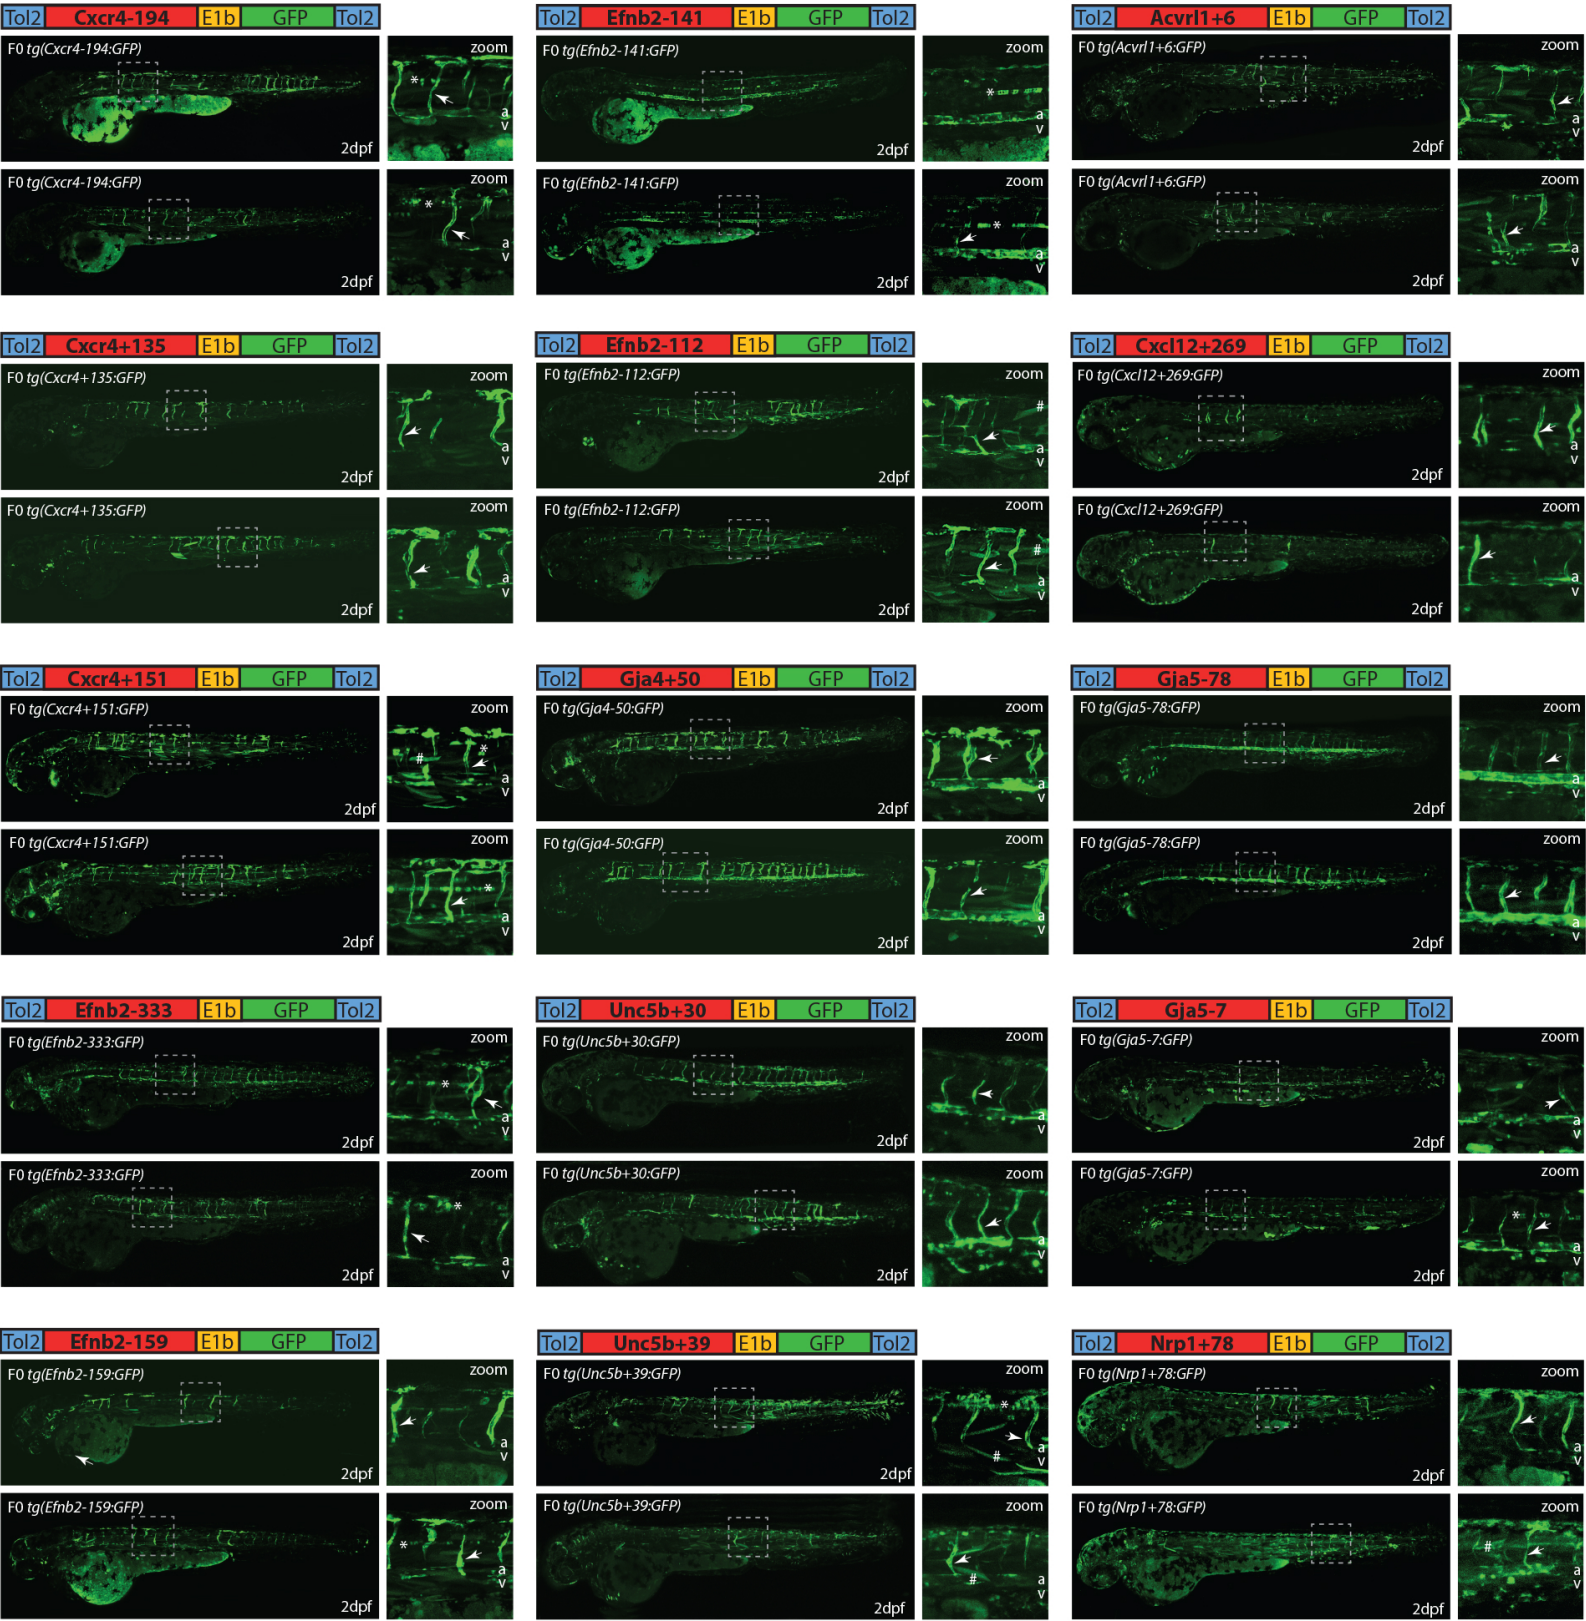 Tol2 Cxcr4-194 E1b GFP Tol2
F0 tg(Cxcr4-194:GFP)
2dpf
zoom
*
a
v
F0 tg(Cxcr4-194:GFP)
2dpf
zoom
*
a
v
Tol2 Efnb2-141 E1b GFP Tol2
F0 tg(Efnb2-141:GFP)
2dpf
zoom
*
a
v
F0 tg(Efnb2-141:GFP)
2dpf
zoom
*
a
v
Tol2 Acvrl1+6 E1b GFP Tol2
F0 tg(Acvrl1+6:GFP)
2dpf
zoom
a
v
F0 tg(Acvrl1+6:GFP)
2dpf
zoom
a
v
Tol2 Cxcr4+135 E1b GFP Tol2
F0 tg(Cxcr4+135:GFP)
2dpf
zoom
a
v
F0 tg(Cxcr4+135:GFP)
2dpf
zoom
a
v
Tol2 Efnb2-112 E1b GFP Tol2
F0 tg(Efnb2-112:GFP)
2dpf
zoom
#
a
v
F0 tg(Efnb2-112:GFP)
2dpf
zoom
#
a
v
Tol2 Cxcl12+269 E1b GFP Tol2
F0 tg(Cxcl12+269:GFP)
2dpf
zoom
a
v
F0 tg(Cxcl12+269:GFP)
2dpf
zoom
a
v
Tol2 Cxcr4+151 E1b GFP Tol2
F0 tg(Cxcr4+151:GFP)
2dpf
zoom
*
#
a
v
F0 tg(Cxcr4+151:GFP)
2dpf
zoom
*
a
v
Tol2 Gja4+50 E1b GFP Tol2
F0 tg(Gja4-50:GFP)
2dpf
zoom
a
v
F0 tg(Gja4-50:GFP)
2dpf
zoom
a
v
Tol2 Gja5-78 E1b GFP Tol2
F0 tg(Gja5-78:GFP)
2dpf
zoom
a
v
F0 tg(Gja5-78:GFP)
2dpf
zoom
a
v
Tol2 Efnb2-333 E1b GFP Tol2
F0 tg(Efnb2-333:GFP)
2dpf
zoom
*
a
v
F0 tg(Efnb2-333:GFP)
2dpf
zoom
*
a
v
Tol2 Unc5b+30 E1b GFP Tol2
F0 tg(Unc5b+30:GFP)
2dpf
zoom
a
v
F0 tg(Unc5b+30:GFP)
2dpf
zoom
a
v
Tol2 Gja5-7 E1b GFP Tol2
F0 tg(Gja5-7:GFP)
2dpf
zoom
a
v
F0 tg(Gja5-7:GFP)
2dpf
zoom
*
a
v
Tol2 Efnb2-159 E1b GFP Tol2
F0 tg(Efnb2-159:GFP)
2dpf
zoom
a
v
F0 tg(Efnb2-159:GFP)
2dpf
zoom
*
a
v
Tol2 Unc5b+39 E1b GFP Tol2
F0 tg(Unc5b+39:GFP)
2dpf
zoom
*
#
a
v
F0 tg(Unc5b+39:GFP)
2dpf
zoom
#
a
v
Tol2 Nrp1+78 E1b GFP Tol2
F0 tg(Nrp1+78:GFP)
2dpf
zoom
a
v
F0 tg(Nrp1+78:GFP)
2dpf
zoom
#
a
v